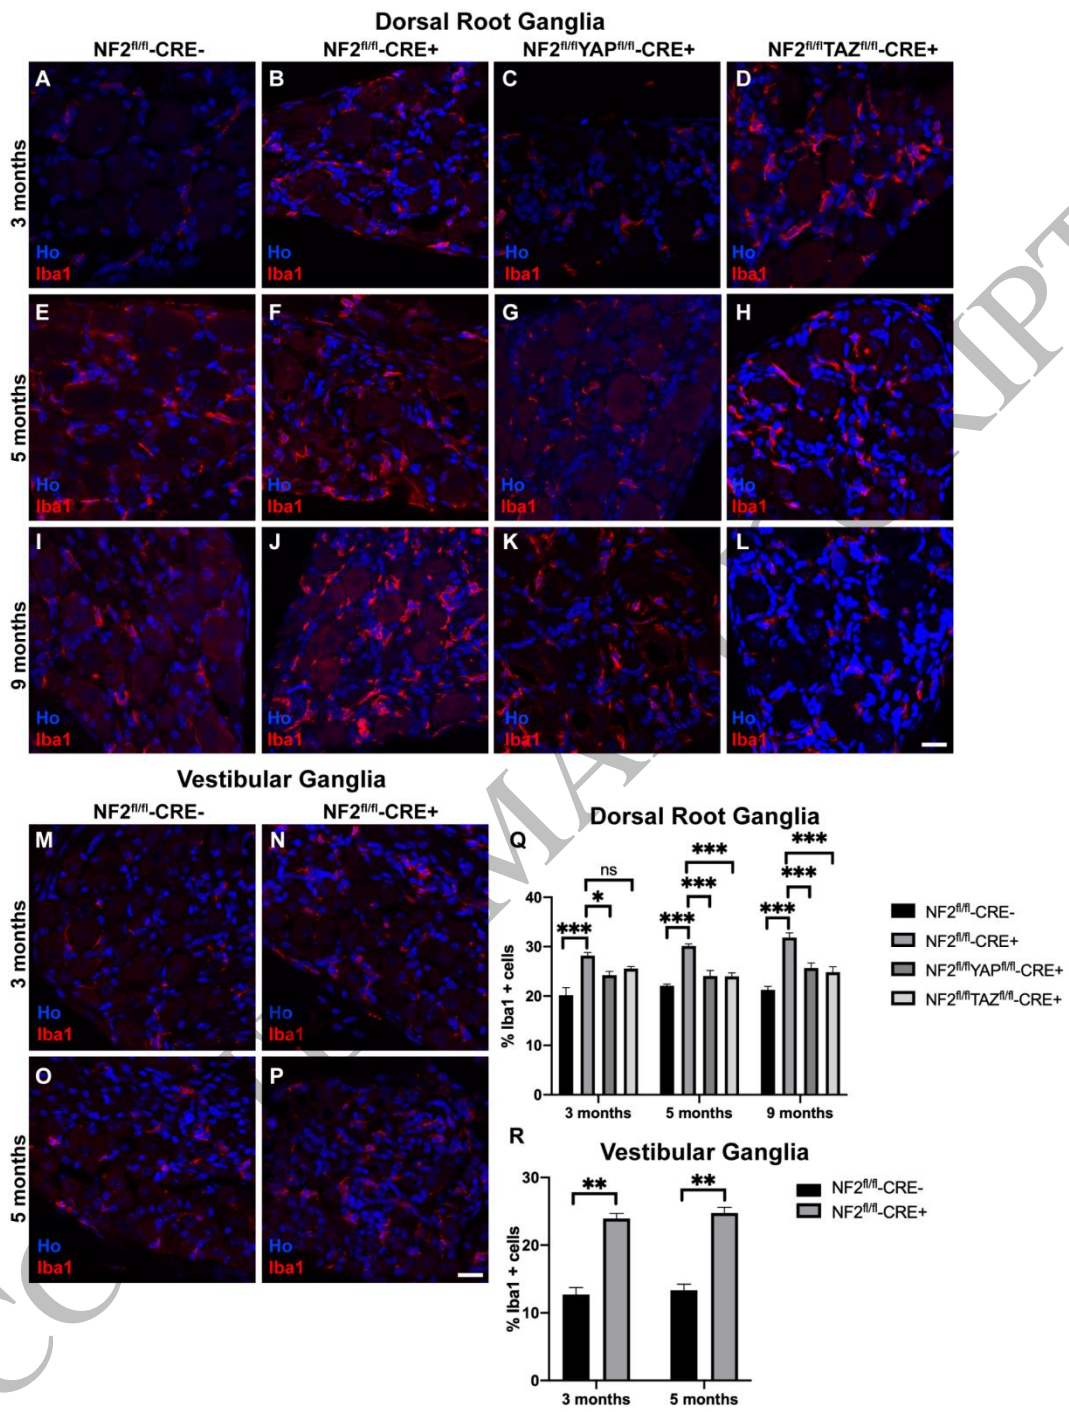 Dorsal Root Ganglia
NF2fl/fl-CRE- NF2fl/fl-CRE+ NF2fl/flYAPfl/fl-CRE+ NF2fl/flTAZfl/fl-CRE+
3 months
A B C D
Ho Ho Ho Ho
Iba1 Iba1 Iba1 Iba1
5 months
E F G H
Ho Ho Ho Ho
Iba1 Iba1 Iba1 Iba1
9 months
I J K L
Ho Ho Ho Ho
Iba1 Iba1 Iba1 Iba1
Vestibular Ganglia
NF2fl/fl-CRE- NF2fl/fl-CRE+
3 months
M N
Ho Ho
Iba1 Iba1
5 months
O P
Ho Ho
Iba1 Iba1
Q Dorsal Root Ganglia
*** ***
ns *** ***
* *** ***
***
% Iba1 + cells
40
30
20
10
0
3 months 5 months 9 months
NF2fl/fl-CRE-
NF2fl/fl-CRE+
NF2fl/flYAPfl/fl-CRE+
NF2fl/flTAZfl/fl-CRE+
R Vestibular Ganglia
** **
% Iba1 + cells
30
20
10
0
3 months 5 months
NF2fl/fl-CRE-
NF2fl/fl-CRE+